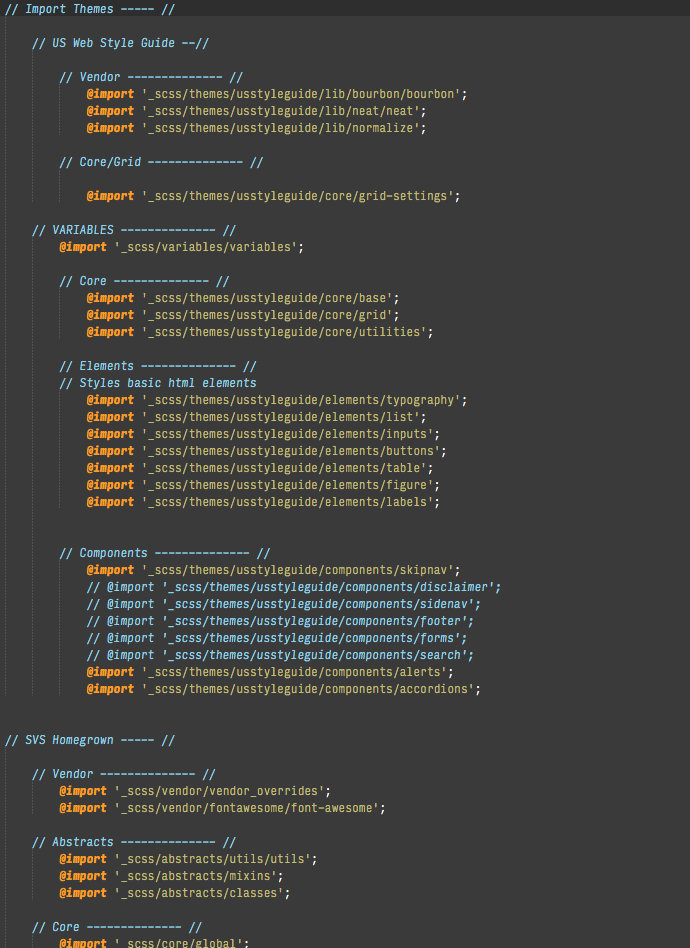 // Import Themes ----- //
// US Web Style Guide --//
// Vendor -------------- //
@import '_scss/themes/usstyleguide/lib/bourbon/bourbon';
@import '_scss/themes/usstyleguide/lib/neat/neat';
@import '_scss/themes/usstyleguide/lib/normalize';
// Core/Grid -------------- //
@import '_scss/themes/usstyleguide/core/grid-settings';
// VARIABLES -------------- //
@import '_scss/variables/variables';
// Core -------------- //
@import '_scss/themes/usstyleguide/core/base';
@import '_scss/themes/usstyleguide/core/grid';
@import '_scss/themes/usstyleguide/core/utilities';
// Elements -------------- //
// Styles basic html elements
@import '_scss/themes/usstyleguide/elements/typography';
@import '_scss/themes/usstyleguide/elements/list';
@import '_scss/themes/usstyleguide/elements/inputs';
@import '_scss/themes/usstyleguide/elements/buttons';
@import '_scss/themes/usstyleguide/elements/table';
@import '_scss/themes/usstyleguide/elements/figure';
@import '_scss/themes/usstyleguide/elements/labels';
// Components -------------- //
@import '_scss/themes/usstyleguide/components/skipnav';
// @import '_scss/themes/usstyleguide/components/disclaimer';
// @import '_scss/themes/usstyleguide/components/sidenav';
// @import '_scss/themes/usstyleguide/components/footer';
// @import '_scss/themes/usstyleguide/components/forms';
// @import '_scss/themes/usstyleguide/components/search';
@import '_scss/themes/usstyleguide/components/alerts';
@import '_scss/themes/usstyleguide/components/accordions';
// SVS Homegrown ----- //
// Vendor -------------- //
@import '_scss/vendor/vendor_overrides';
@import '_scss/vendor/fontawesome/font-awesome';
// Abstracts -------------- //
@import '_scss/abstracts/utils/utils';
@import '_scss/abstracts/mixins';
@import '_scss/abstracts/classes';
// Core -------------- //
@import '_scss/core/global';